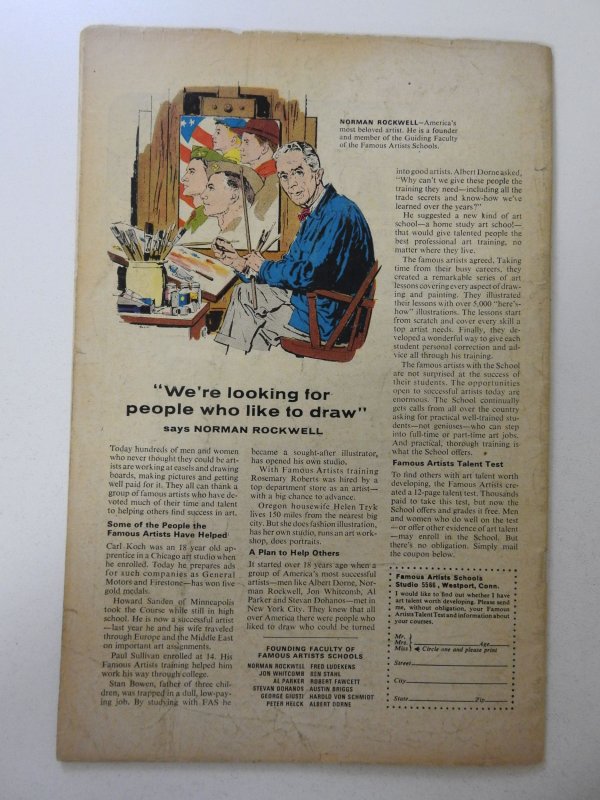 NORMAN ROCKWELL—America's
most beloved artist. He is a founder
and member of the Guiding Faculty
of the Famous Artists Schools.
"We're looking for
people who like to draw"
says NORMAN ROCKWELL
Today hundreds of men and women
who never thought they could be art-
ists are working at easels and drawing
boards, making pictures and getting
well paid for it. They all can thank a
group of famous artists who have de-
voted much of their time and talent
to helping others find success in art.
Some of the People the
Famous Artists Have Helped
Carl Koch was an 18 year old ap-
prentice in a Chicago art studio when
he enrolled. Today he prepares ads
for such companies as General
Motors and Firestone—has won five
gold medals.
Howard Sanden of Minneapolis
took the Course while still in high
school. He is now a successful artist
—last year he and his wife traveled
through Europe and the Middle East
on important art assignments.
Paul Sullivan enrolled at 14. His
Famous Artists training helped him
work his way through college.
Stan Bowen, father of three chil-
dren, was trapped in a dull, low-pay-
ing job. By studying with FAS he
became a sought-after illustrator,
has opened his own studio.
With Famous Artists training
Rosemary Roberts was hired by a
top department store as an artist—
with a big chance to advance.
Oregon housewife Helen Tryk
lives 150 miles from the nearest big
city. But she does fashion illustration,
has her own studio, runs an art work-
shop, does portraits.
A Plan to Help Others
It started over 18 years ago when a
group of America's most successful
artists—men like Albert Dorne, Nor-
man Rockwell, Jon Whitcomb, Al
Parker and Stevan Dohanos—met in
New York City. They knew that all
over America there were people who
liked to draw who could be turned
FOUNDING FACULTY OF
FAMOUS ARTISTS SCHOOLS
NORMAN ROCKWELL FRED LUDEKENS
JON WHITCOMB BEN STAHL
AL PARKER ROBERT FAWCETT
STEVAN DOHANOS AUSTIN BRIGGS
GEORGE GIUSTI HAROLD VON SCHMIDT
PETER HELCK ALBERT DORNE
into good artists. Albert Dorne asked,
"Why can't we give these people the
training they need—including all the
trade secrets and know-how we've
learned over the years?"
He suggested a new kind of art
school—a home study art school—
that would give talented people the
best professional art training, no
matter where they live.
The famous artists agreed. Taking
time from their busy careers, they
created a remarkable series of art
lessons covering every aspect of draw-
ing and painting. They illustrated
their lessons with over 5,000 "here's-
how" illustrations. The lessons start
from scratch and cover every skill a
top artist needs. Finally, they de-
veloped a wonderful way to give each
student personal correction and ad-
vice all through his training.
The famous artists with the School
are not surprised at the success of
their students. The opportunities
open to successful artists today are
enormous. The School continually
gets calls from all over the country
asking for practical well-trained stu-
dents—not geniuses—who can step
into full-time or part-time art jobs.
And practical, thorough training is
what the School offers.
Famous Artists Talent Test
To find others with art talent worth
developing, the Famous Artists cre-
ated a 12-page talent test. Thousands
paid to take this test, but now the
School offers and grades it free. Men
and women who do well on the test
—or offer other evidence of art talent
—may enroll in the School. But
there's no obligation. Simply mail
the coupon below.
Famous Artists Schools
Studio 5566, Westport, Conn.
I would like to find out whether I have
art talent worth developing. Please send
me, without obligation, your Famous
Artists Talent Test and information about
your courses.
Mr.
Mrs. Age
Miss Circle one and please print
Street
City
State Zip